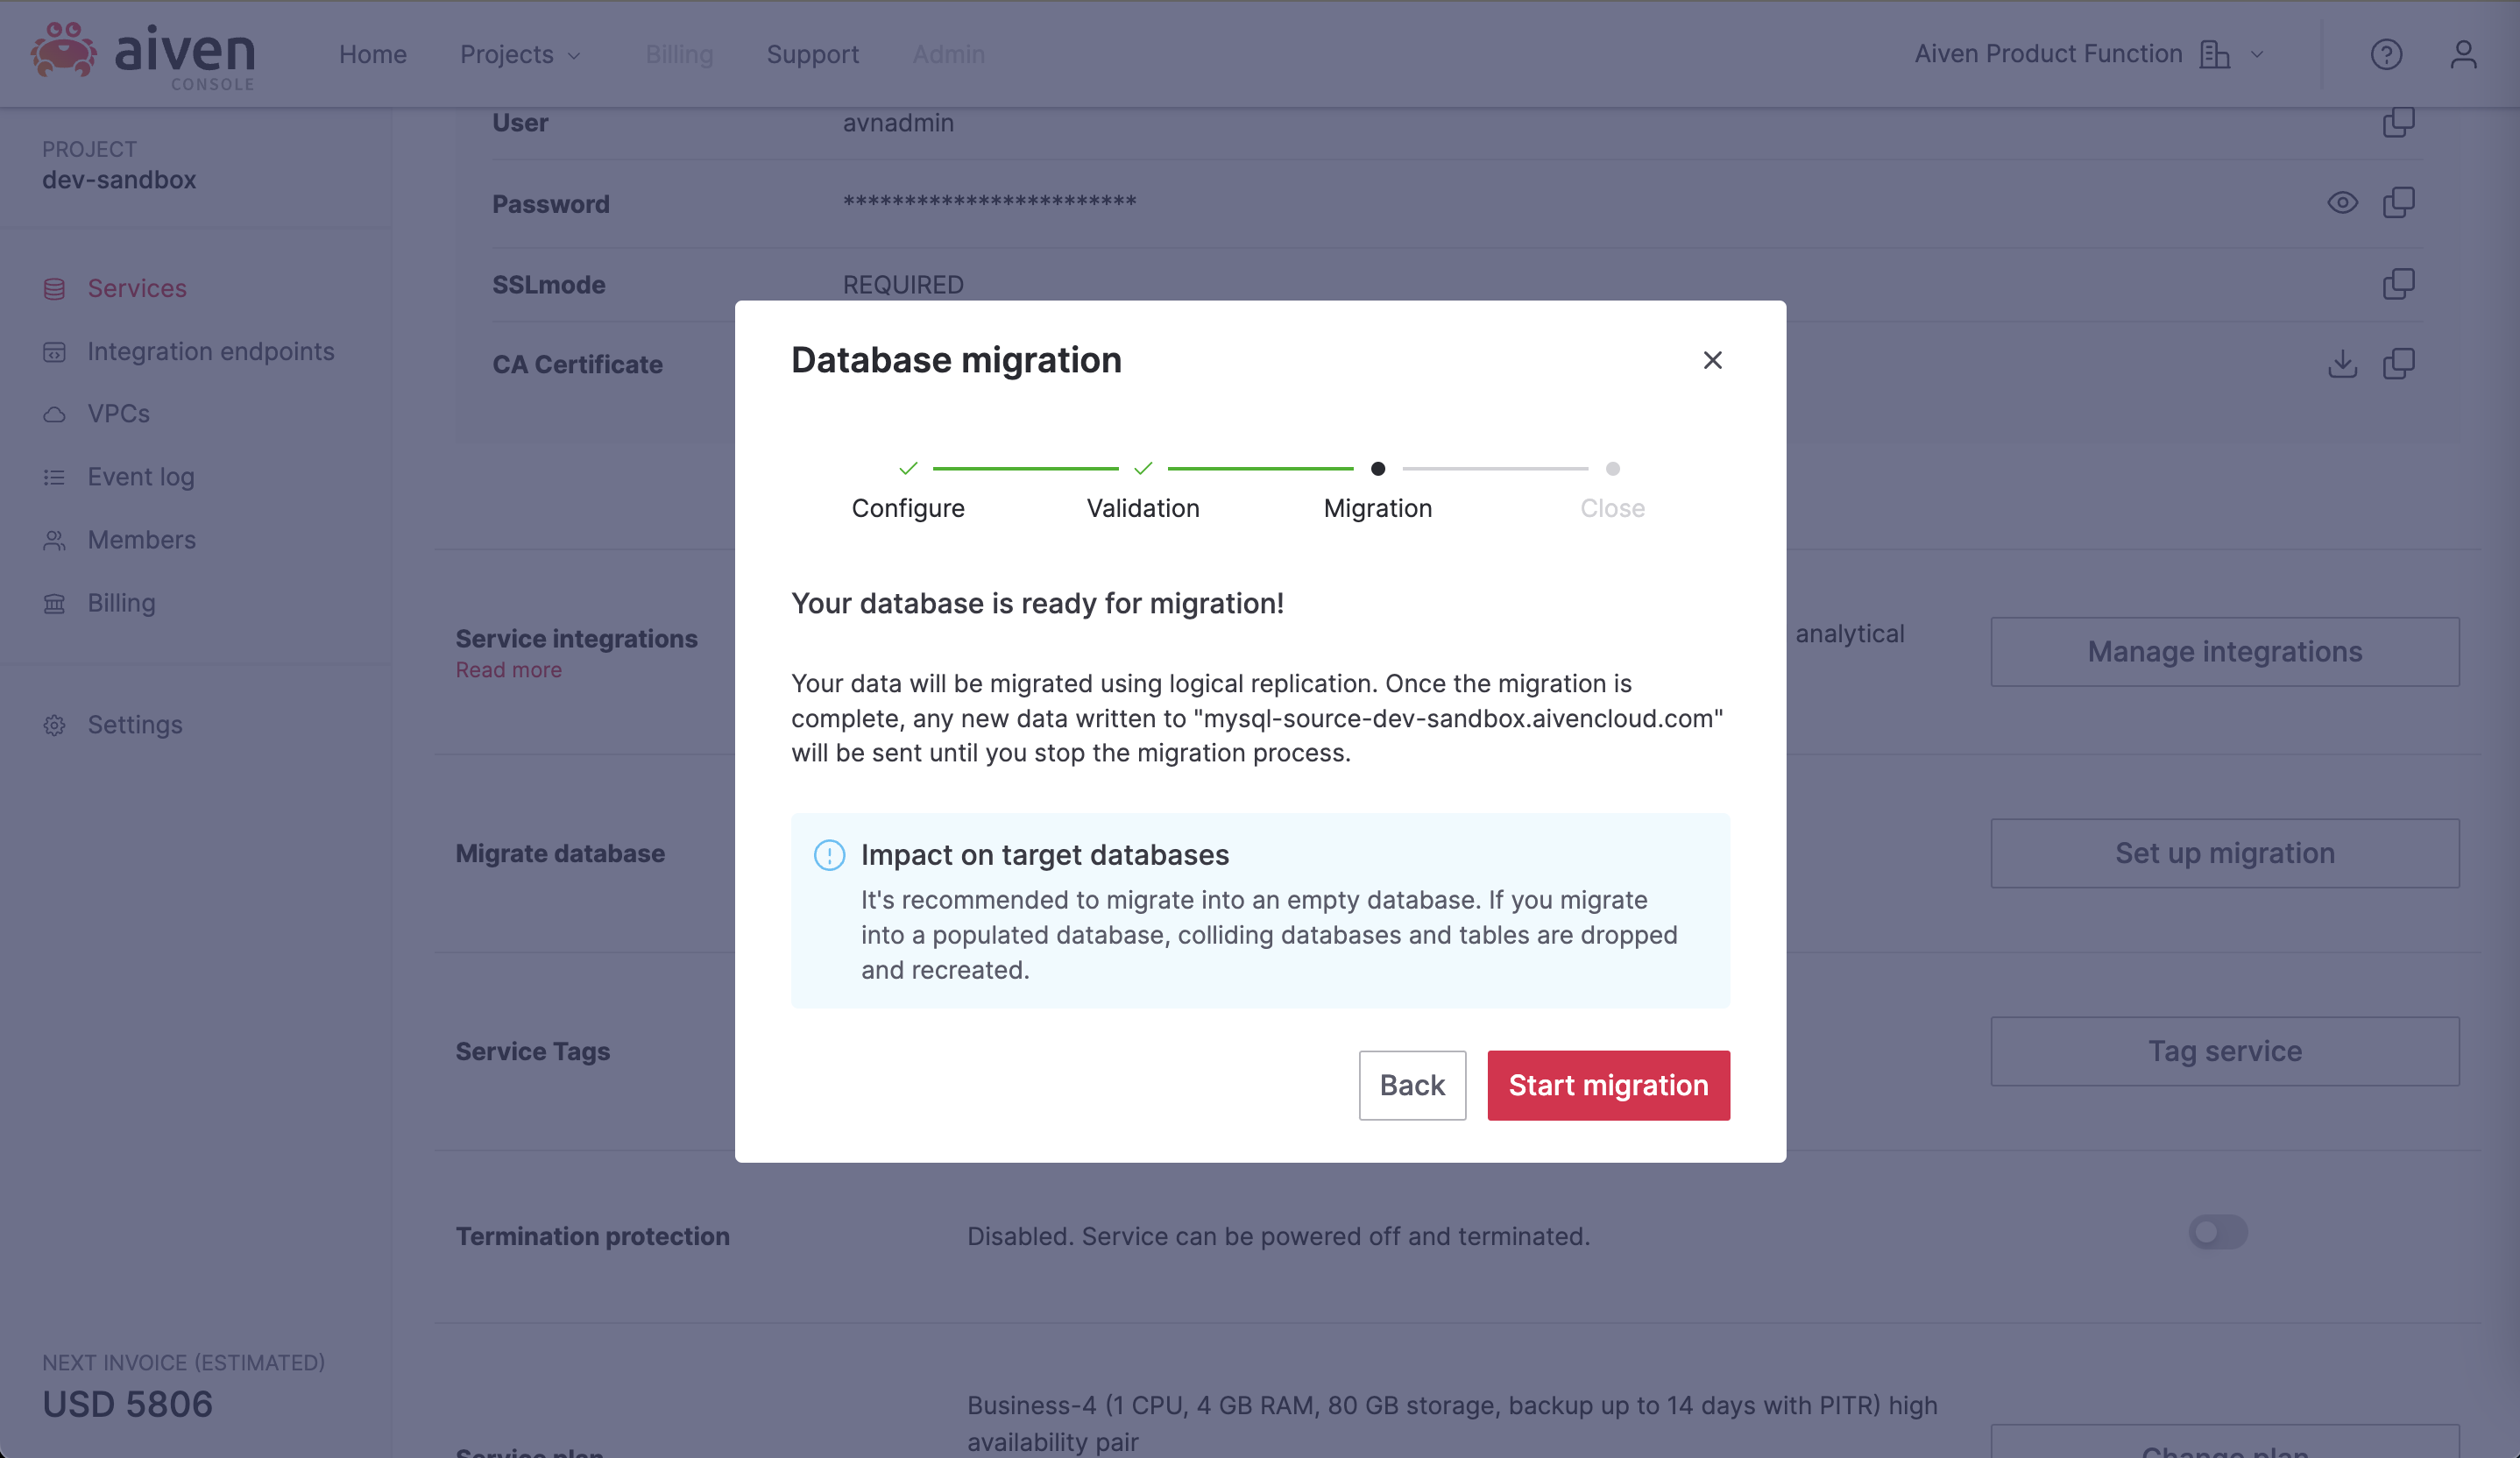 aiven
CONSOLE
Home
Projects
Billing
Support
Admin
Aiven Product Function
PROJECT
dev-sandbox
Services
Integration endpoints
VPCs
Event log
Members
Billing
Settings
NEXT INVOICE (ESTIMATED)
USD 5806
User
avnadmin
Password
************************
SSLmode
REQUIRED
CA Certificate
Service integrations
Read more
analytical
Manage integrations
Migrate database
Set up migration
Service Tags
Tag service
Termination protection
Disabled. Service can be powered off and terminated.
Service plan
Business-4 (1 CPU, 4 GB RAM, 80 GB storage, backup up to 14 days with PITR) high
availability pair
Change plan
Database migration
Configure
Validation
Migration
Close
Your database is ready for migration!
Your data will be migrated using logical replication. Once the migration is
complete, any new data written to "mysql-source-dev-sandbox.aivencloud.com"
will be sent until you stop the migration process.
Impact on target databases
It's recommended to migrate into an empty database. If you migrate
into a populated database, colliding databases and tables are dropped
and recreated.
Back
Start migration